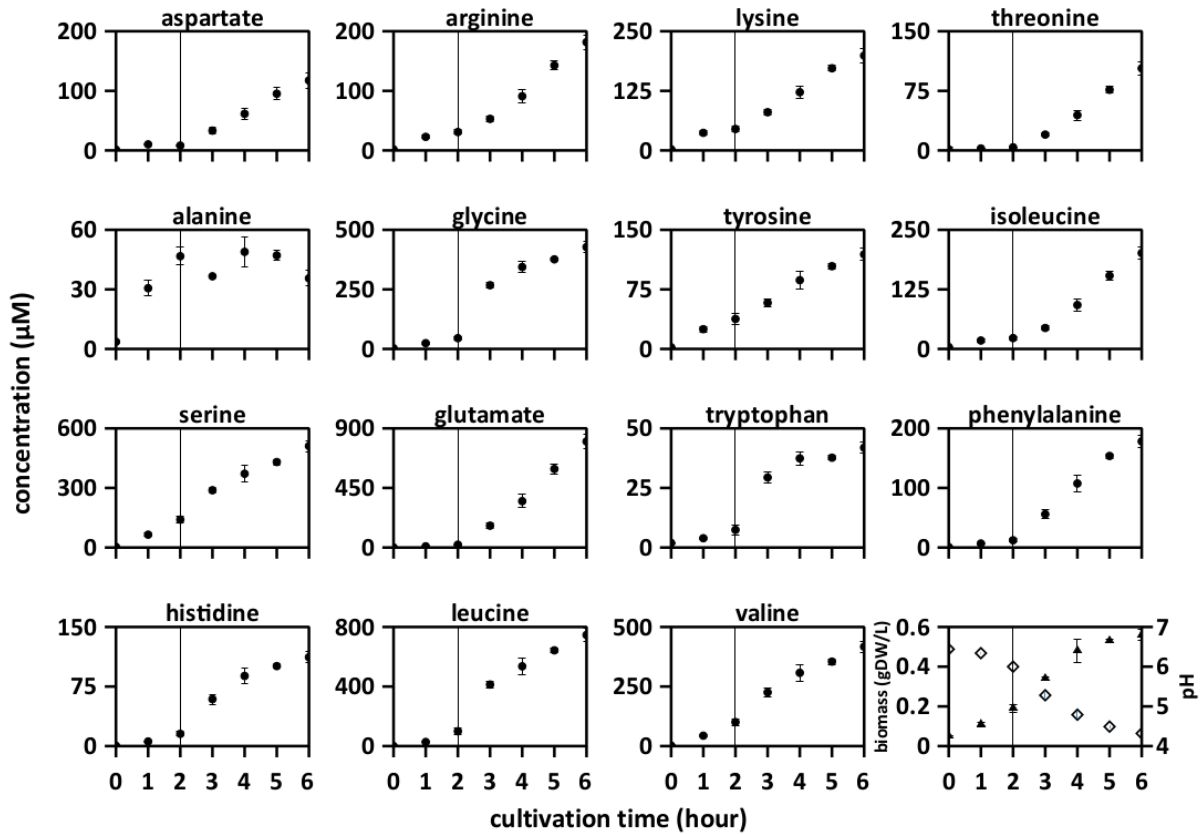 aspartate arginine lysine threonine
200 200 250 150
100 100 125 75
0 0 0 0
alanine glycine tyrosine isoleucine
60 500 150 250
30 250 75 125
0 0 0 0
concentration (µM)
serine glutamate tryptophan phenylalanine
600 900 50 200
300 450 25 100
0 0 0 0
histidine leucine valine
150 800 500 0.6 7
75 400 250 0.4 6
0.2 5
0 0 0 0 4
biomass (gDW/L)
pH
0 1 2 3 4 5 6 0 1 2 3 4 5 6 0 1 2 3 4 5 6 0 1 2 3 4 5 6
cultivation time (hour)